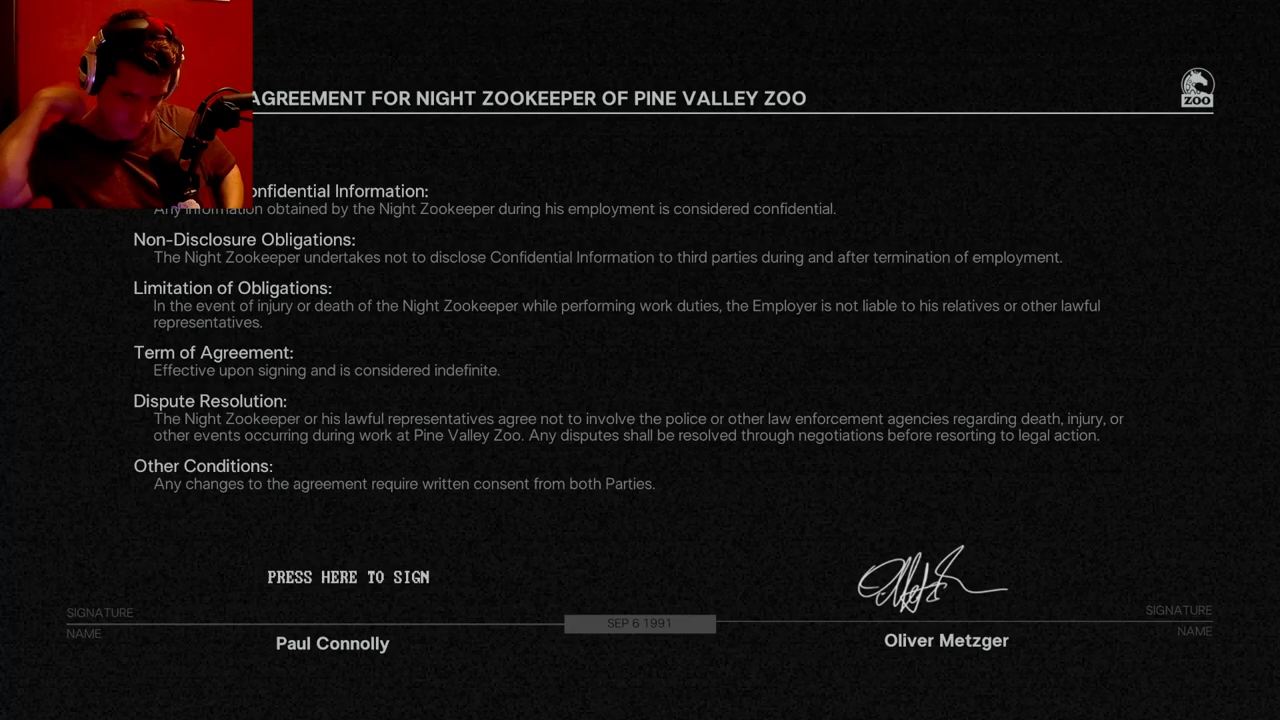 AGREEMENT FOR NIGHT ZOOKEEPER OF PINE VALLEY ZOO
ZOO
Confidential Information:
Any information obtained by the Night Zookeeper during his employment is considered confidential.
Non-Disclosure Obligations:
The Night Zookeeper undertakes not to disclose Confidential Information to third parties during and after termination of employment.
Limitation of Obligations:
In the event of injury or death of the Night Zookeeper while performing work duties, the Employer is not liable to his relatives or other lawful
representatives.
Term of Agreement:
Effective upon signing and is considered indefinite.
Dispute Resolution:
The Night Zookeeper or his lawful representatives agree not to involve the police or other law enforcement agencies regarding death, injury, or
other events occurring during work at Pine Valley Zoo. Any disputes shall be resolved through negotiations before resorting to legal action.
Other Conditions:
Any changes to the agreement require written consent from both Parties.
PRESS HERE TO SIGN
SIGNATURE
NAME
Paul Connolly
SEP 6 1991
SIGNATURE
NAME
Oliver Metzger